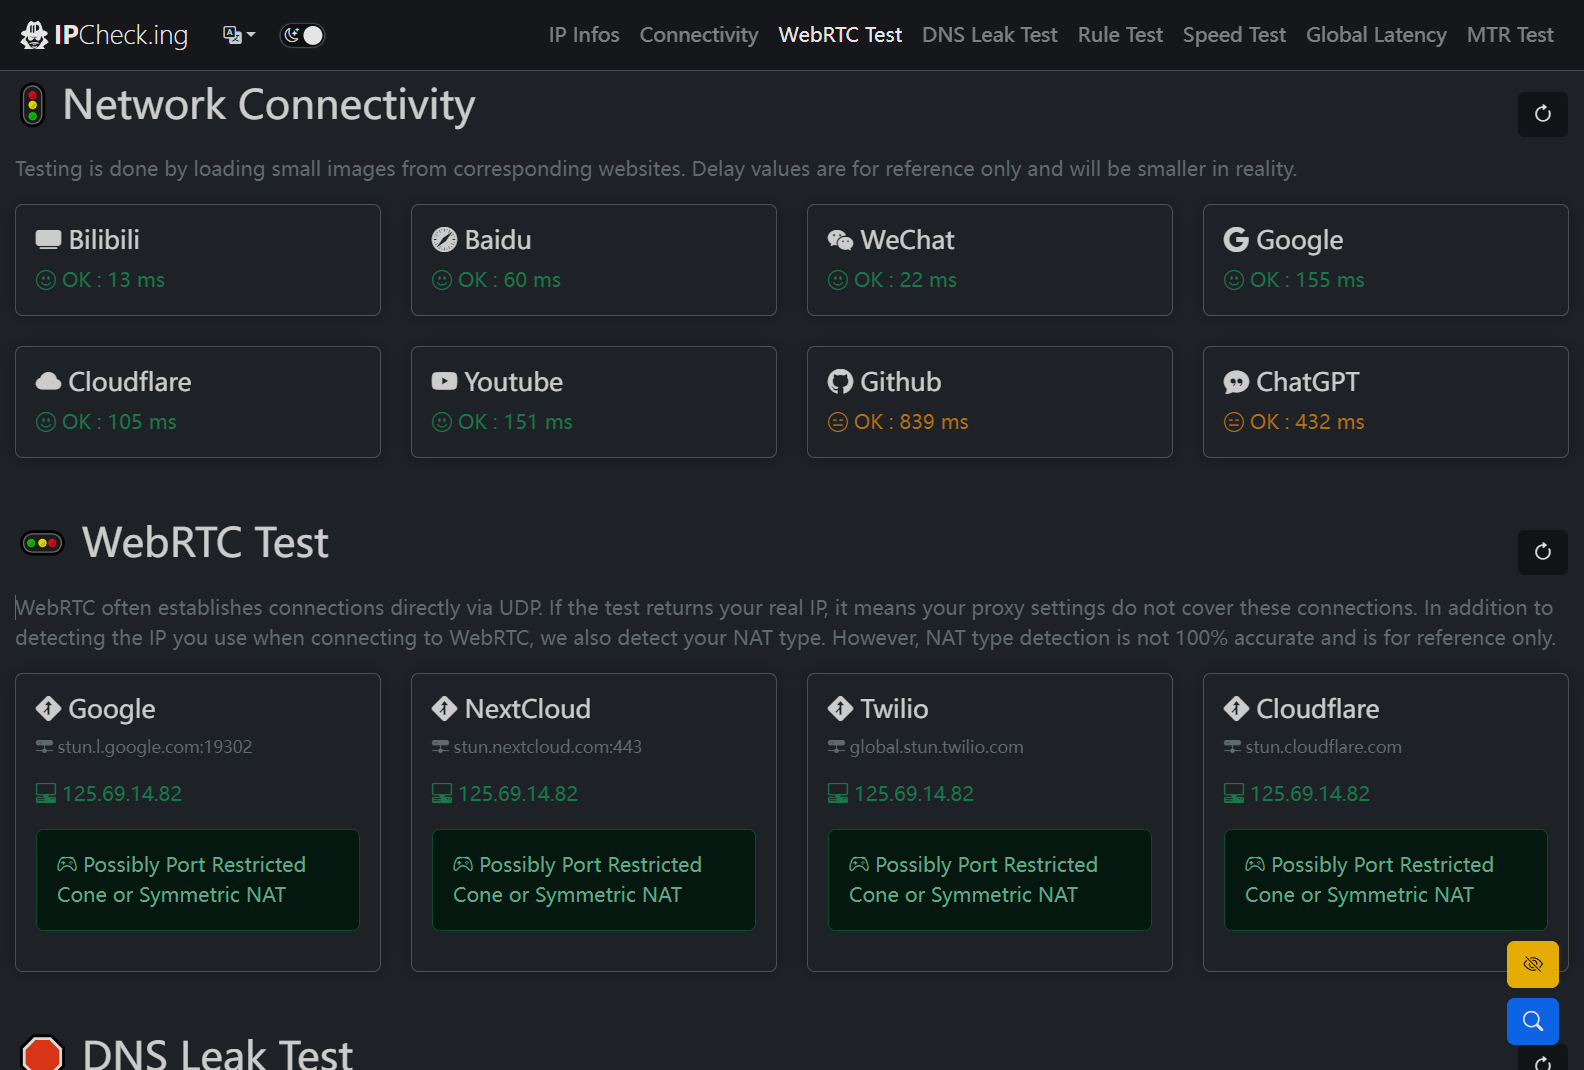 IPCheck.ing
IP Infos Connectivity WebRTC Test DNS Leak Test Rule Test Speed Test Global Latency MTR Test
Network Connectivity
Testing is done by loading small images from corresponding websites. Delay values are for reference only and will be smaller in reality.
Bilibili
OK : 13 ms
Baidu
OK : 60 ms
WeChat
OK : 22 ms
Google
OK : 155 ms
Cloudflare
OK : 105 ms
Youtube
OK : 151 ms
Github
OK : 839 ms
ChatGPT
OK : 432 ms
WebRTC Test
WebRTC often establishes connections directly via UDP. If the test returns your real IP, it means your proxy settings do not cover these connections. In addition to
detecting the IP you use when connecting to WebRTC, we also detect your NAT type. However, NAT type detection is not 100% accurate and is for reference only.
Google
stun.l.google.com:19302
125.69.14.82
Possibly Port Restricted
Cone or Symmetric NAT
NextCloud
stun.nextcloud.com:443
125.69.14.82
Possibly Port Restricted
Cone or Symmetric NAT
Twilio
global.stun.twilio.com
125.69.14.82
Possibly Port Restricted
Cone or Symmetric NAT
Cloudflare
stun.cloudflare.com
125.69.14.82
Possibly Port Restricted
Cone or Symmetric NAT
DNS Leak Test